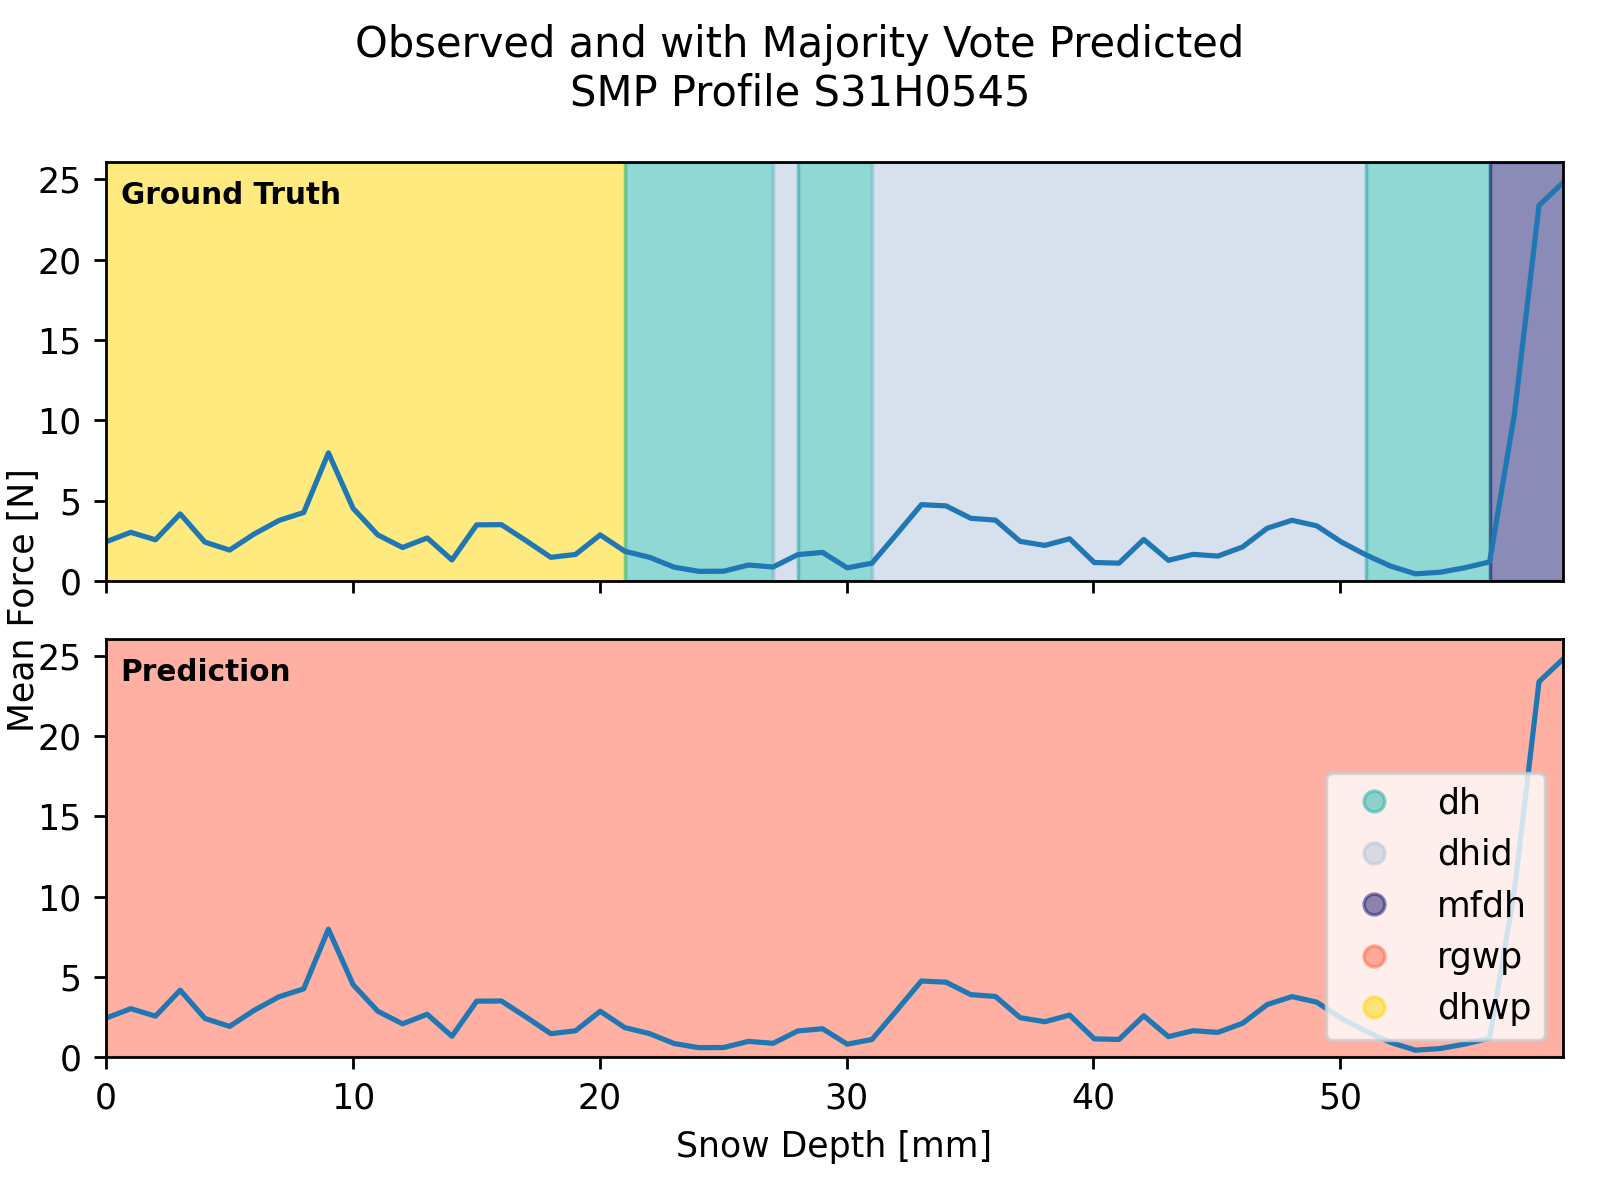 Observed and with Majority Vote Predicted
SMP Profile S31H0545
Mean Force [N]
25
20
15
10
5
0
Ground Truth
25
20
15
10
5
0
Prediction
dh
dhid
mfdh
rgwp
dhwp
0 10 20 30 40 50
Snow Depth [mm]